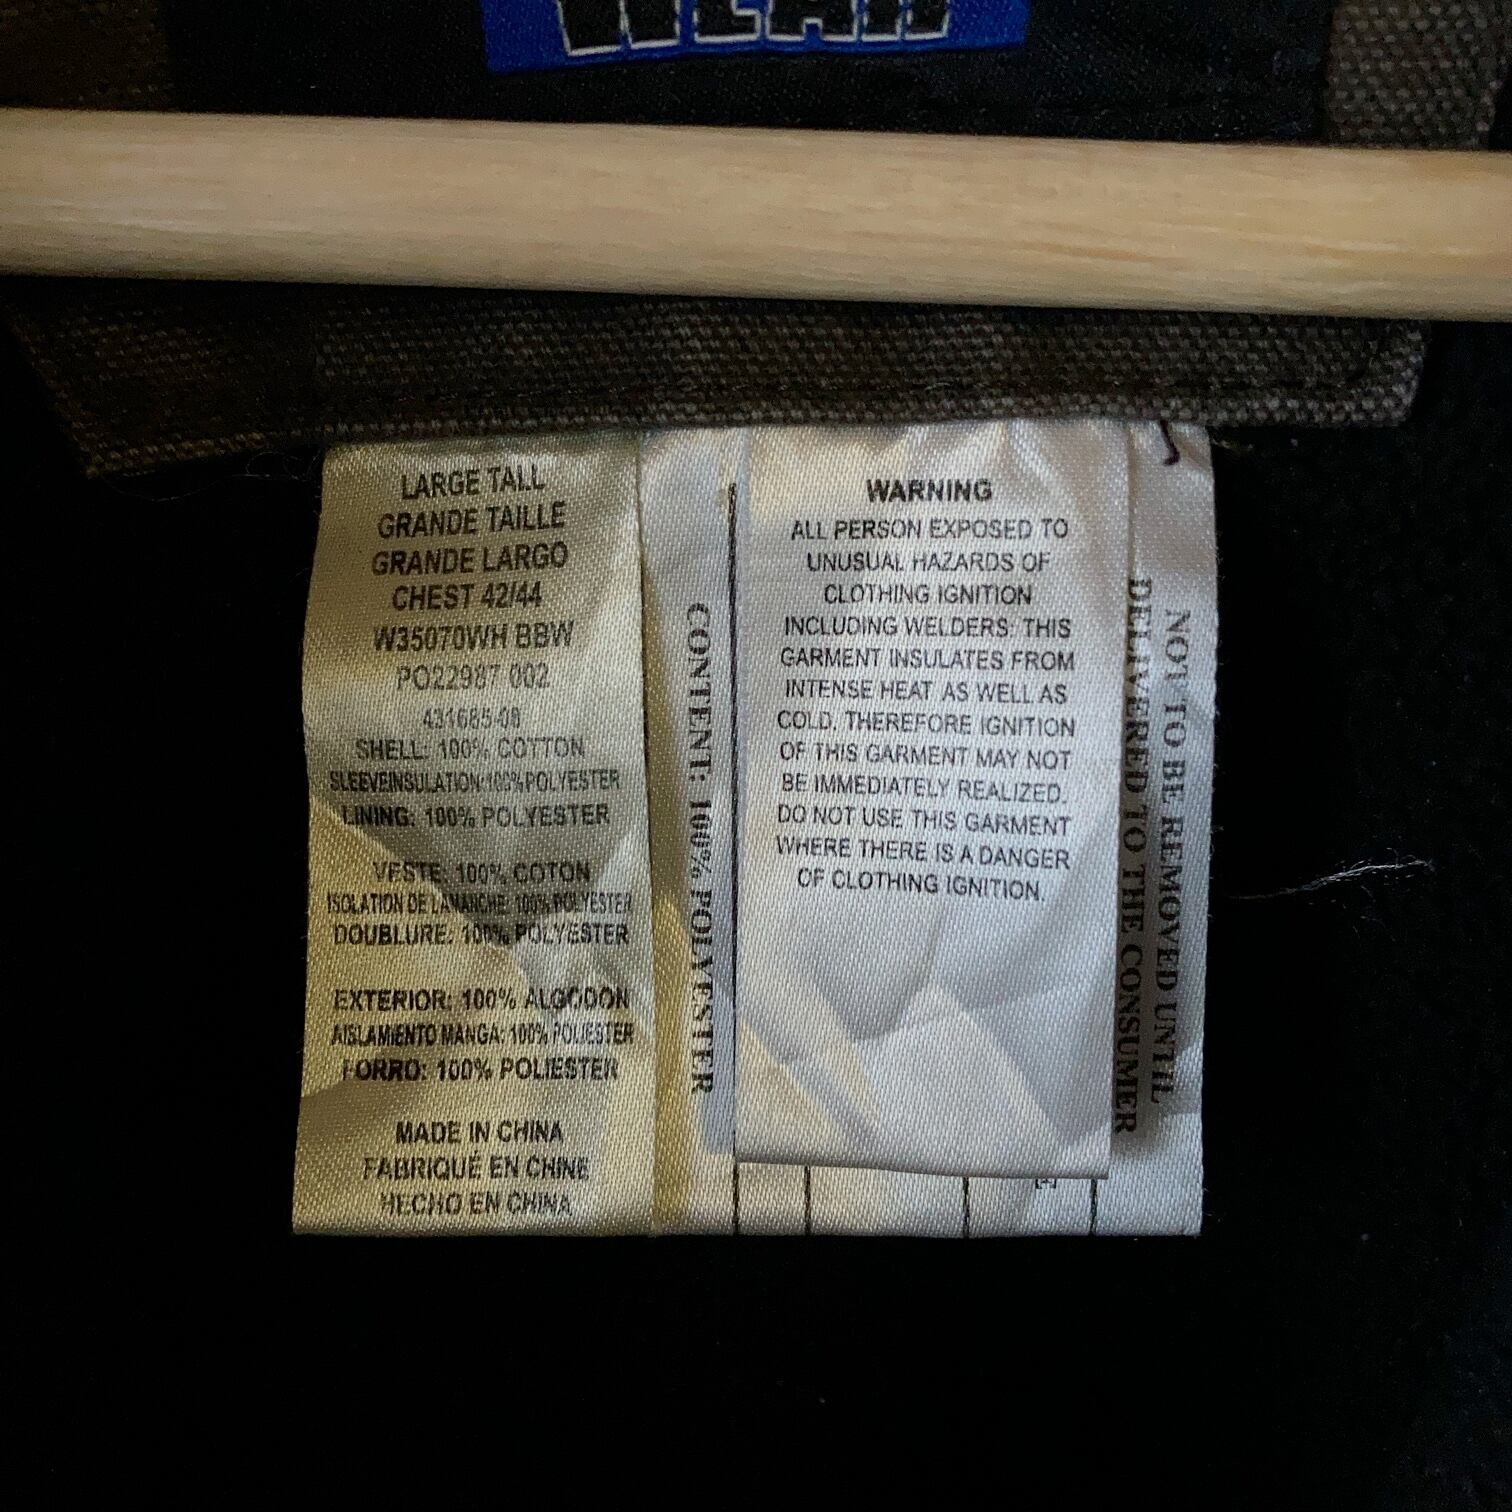 WEAR
LARGE TALL
GRANDE TAILLE
GRANDE LARGO
CHEST 42/44
W35070WH BBW
PO22987 002
431685-08
SHELL: 100% COTTON
SLEEVEINSULATION:100%POLYESTER
LINING: 100% POLYESTER
VESTE: 100% COTON
ISOLATION DE LAMANCHE: 100% POLYESTER
DOUBLURE: 100% POLYESTER
EXTERIOR: 100% ALGODON
AISLAMIENTO MANGA: 100% POLIESTER
FORRO: 100% POLIESTER
MADE IN CHINA
FABRIQUÉ EN CHINE
HECHO EN CHINA
CONTENT: 100% POLYESTER
WARNING
ALL PERSON EXPOSED TO
UNUSUAL HAZARDS OF
CLOTHING IGNITION
INCLUDING WELDERS: THIS
GARMENT INSULATES FROM
INTENSE HEAT AS WELL AS
COLD. THEREFORE IGNITION
OF THIS GARMENT MAY NOT
BE IMMEDIATELY REALIZED.
DO NOT USE THIS GARMENT
WHERE THERE IS A DANGER
OF CLOTHING IGNITION.
NOT TO BE REMOVED UNTIL
DELIVERED TO THE CONSUMER